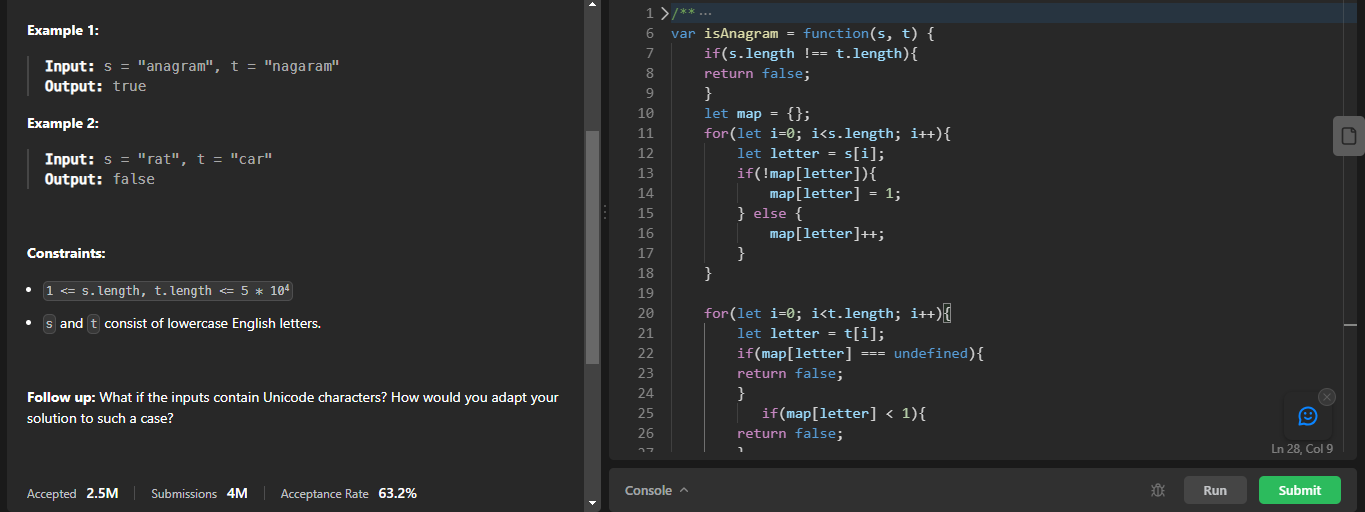 Example 1:
Input: s = "anagram", t = "nagaram"
Output: true
Example 2:
Input: s = "rat", t = "car"
Output: false
Constraints:
1 <= s.length, t.length <= 5 * 10⁴
s and t consist of lowercase English letters.
Follow up: What if the inputs contain Unicode characters? How would you adapt your
solution to such a case?
Accepted 2.5M Submissions 4M Acceptance Rate 63.2%
1 /** ···
6 var isAnagram = function(s, t) {
7 if(s.length !== t.length){
8 return false;
9 }
10 let map = {};
11 for(let i=0; i<s.length; i++){
12 let letter = s[i];
13 if(!map[letter]){
14 map[letter] = 1;
15 } else {
16 map[letter]++;
17 }
18 }
19
20 for(let i=0; i<t.length; i++){
21 let letter = t[i];
22 if(map[letter] === undefined){
23 return false;
24 }
25 if(map[letter] < 1){
26 return false;
27 }
Ln 28, Col 9
Console
Run
Submit